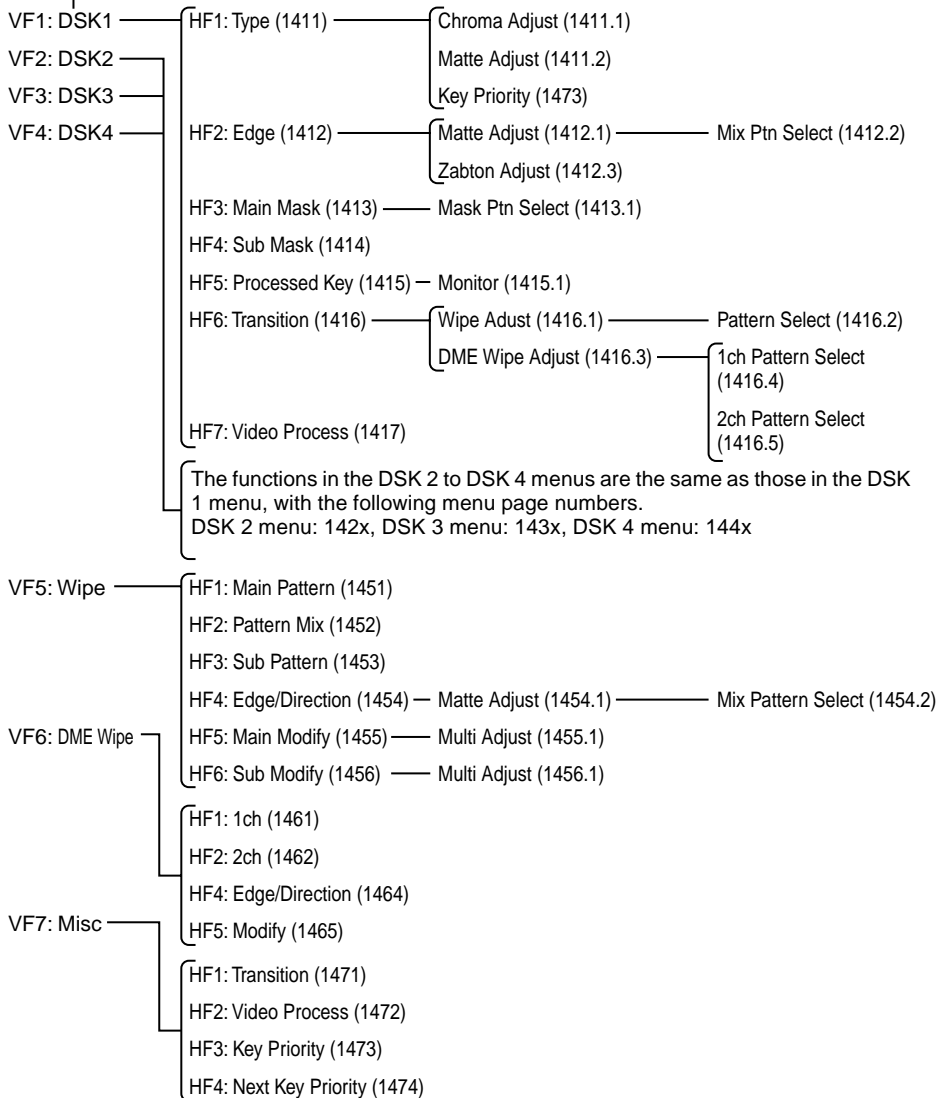 VF1: DSK1 HF1: Type (1411) Chroma Adjust (1411.1)
VF2: DSK2 Matte Adjust (1411.2)
VF3: DSK3 Key Priority (1473)
VF4: DSK4 HF2: Edge (1412) Matte Adjust (1412.1) Mix Ptn Select (1412.2)
Zabton Adjust (1412.3)
HF3: Main Mask (1413) Mask Ptn Select (1413.1)
HF4: Sub Mask (1414)
HF5: Processed Key (1415) Monitor (1415.1)
HF6: Transition (1416) Wipe Adust (1416.1) Pattern Select (1416.2)
DME Wipe Adjust (1416.3) 1ch Pattern Select
(1416.4)
2ch Pattern Select
(1416.5)
HF7: Video Process (1417)
The functions in the DSK 2 to DSK 4 menus are the same as those in the DSK
1 menu, with the following menu page numbers.
DSK 2 menu: 142x, DSK 3 menu: 143x, DSK 4 menu: 144x
VF5: Wipe HF1: Main Pattern (1451)
HF2: Pattern Mix (1452)
HF3: Sub Pattern (1453)
HF4: Edge/Direction (1454) Matte Adjust (1454.1) Mix Pattern Select (1454.2)
VF6: DME Wipe HF5: Main Modify (1455) Multi Adjust (1455.1)
HF6: Sub Modify (1456) Multi Adjust (1456.1)
HF1: 1ch (1461)
HF2: 2ch (1462)
HF4: Edge/Direction (1464)
VF7: Misc HF5: Modify (1465)
HF1: Transition (1471)
HF2: Video Process (1472)
HF3: Key Priority (1473)
HF4: Next Key Priority (1474)